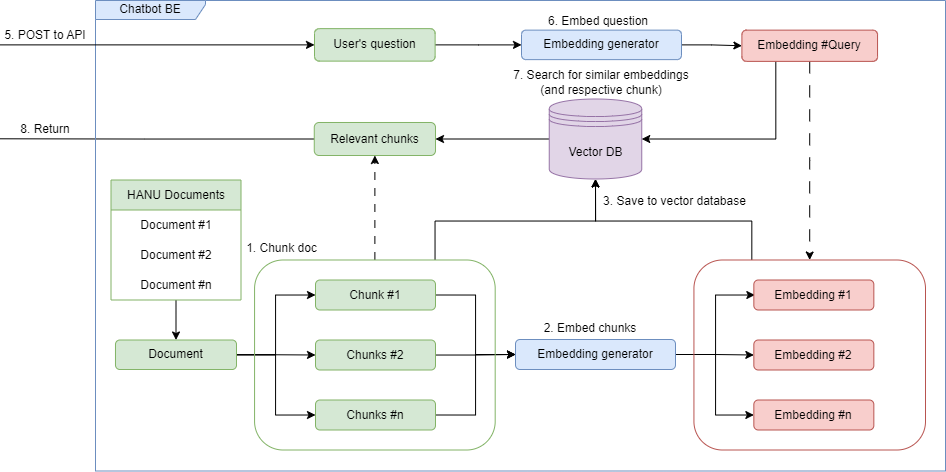 Chatbot BE
5. POST to API
User's question
6. Embed question
Embedding generator
Embedding #Query
7. Search for similar embeddings
(and respective chunk)
8. Return
Relevant chunks
Vector DB
HANU Documents
Document #1
Document #2
Document #n
3. Save to vector database
1. Chunk doc
Chunk #1
Chunks #2
Chunks #n
Document
2. Embed chunks
Embedding generator
Embedding #1
Embedding #2
Embedding #n